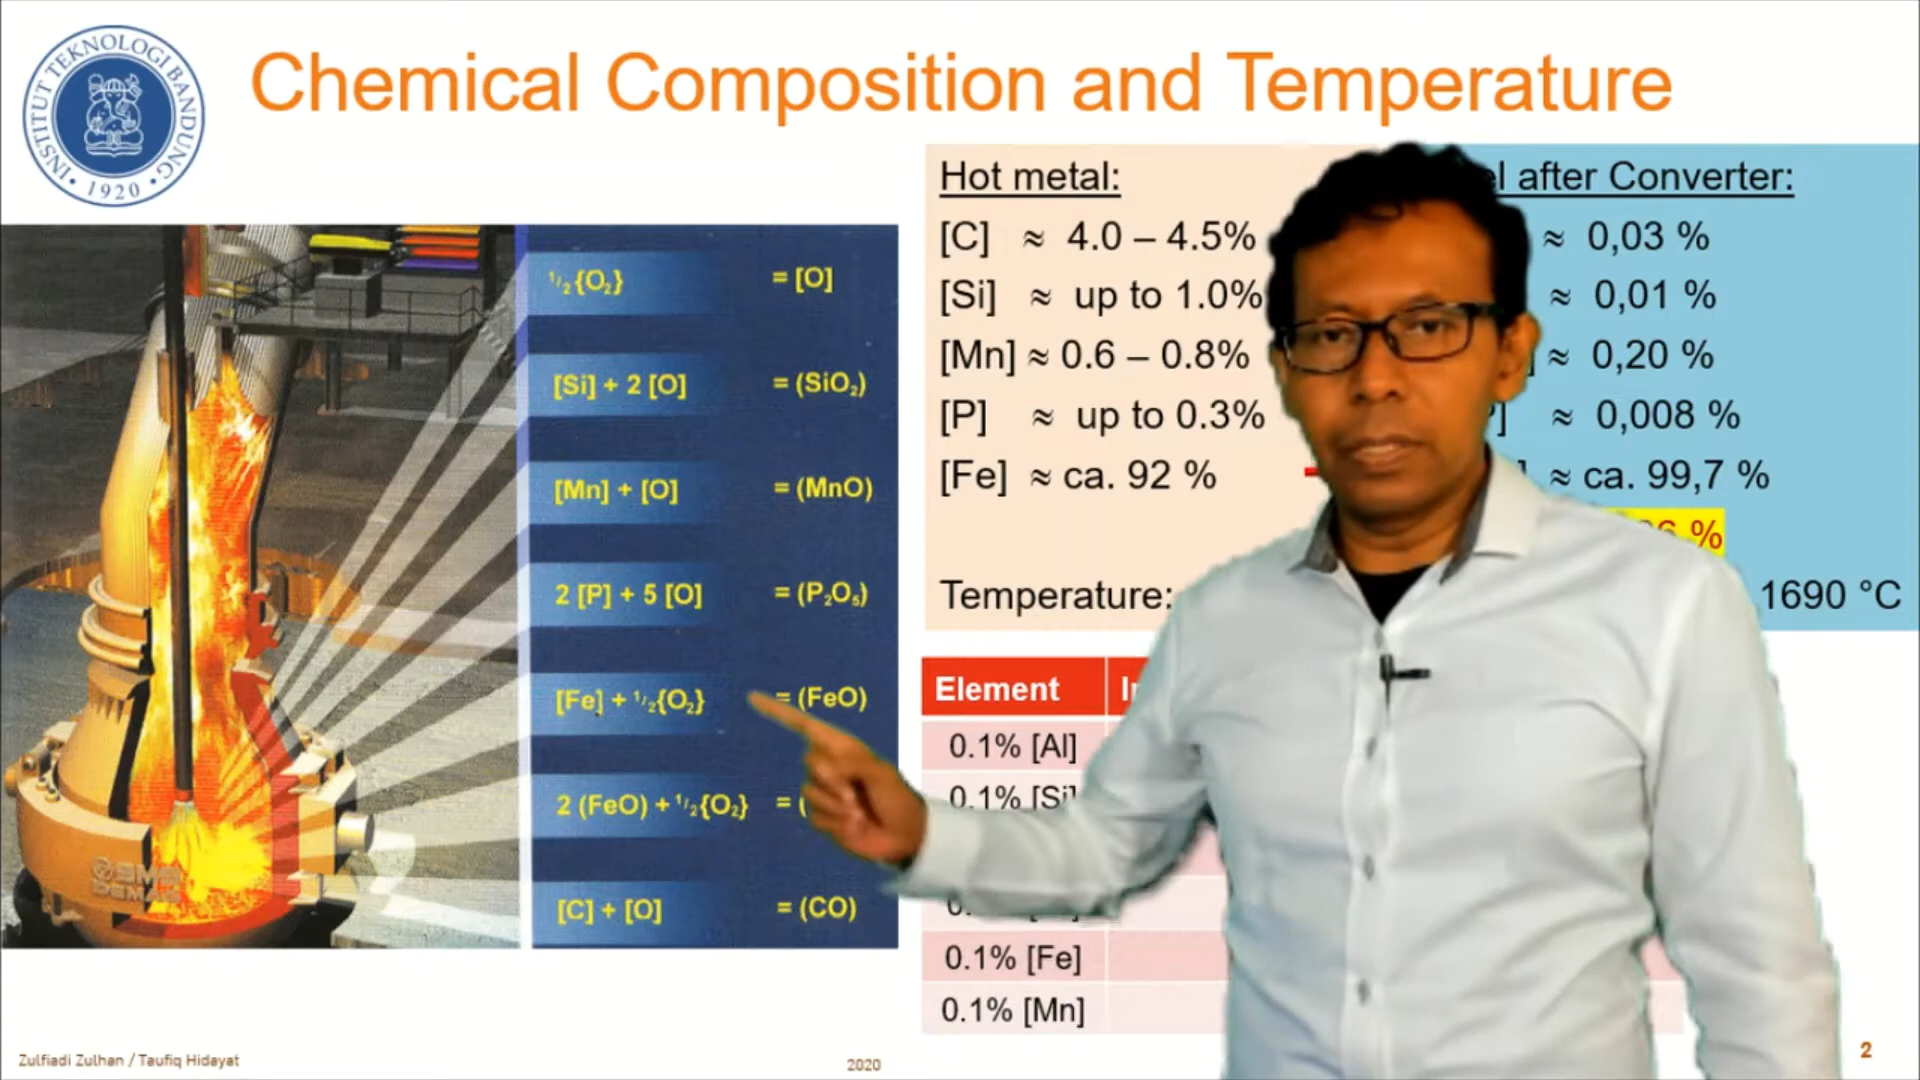 INSTITUT TEKNOLOGI BANDUNG
1920
Chemical Composition and Temperature
½{O₂} = [O]
[Si] + 2 [O] = (SiO₂)
[Mn] + [O] = (MnO)
2 [P] + 5 [O] = (P₂O₅)
[Fe] + ½{O₂} = (FeO)
2 (FeO) + ½{O₂} = (
[C] + [O] = (CO)
SMS
DEMAG
Hot metal:
[C] ≈ 4.0 – 4.5%
[Si] ≈ up to 1.0%
[Mn] ≈ 0.6 – 0.8%
[P] ≈ up to 0.3%
[Fe] ≈ ca. 92 %
Temperature:
after Converter:
≈ 0,03 %
≈ 0,01 %
≈ 0,20 %
≈ 0,008 %
≈ ca. 99,7 %
%
1690 °C
Element
0.1% [Al]
0.1% [Si]
0.1% [Fe]
0.1% [Mn]
Zulfiadi Zulhan / Taufiq Hidayat
2020
2